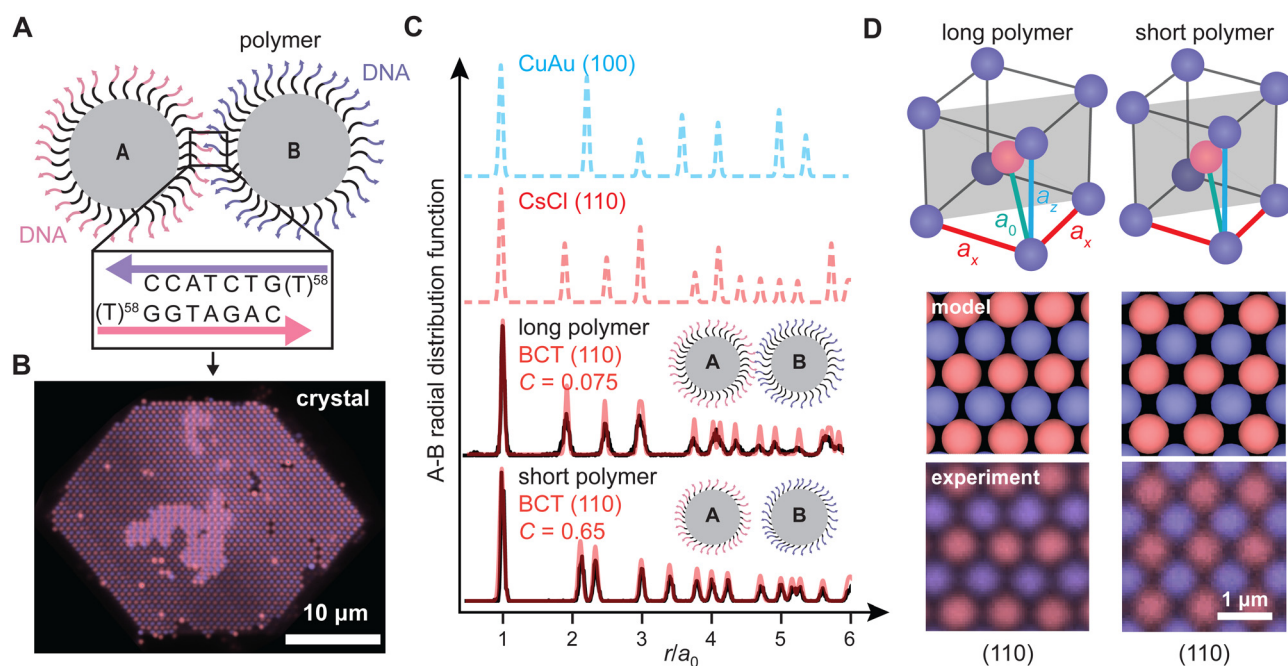 A
polymer
DNA
A
B
DNA
CCATCTG(T)58
(T)58GGTAGAC
B
crystal
10 µm
C
A-B radial distribution function
CuAu (100)
CsCl (110)
long polymer
BCT (110)
C = 0.075
A
B
short polymer
BCT (110)
C = 0.65
A
B
1 2 3 4 5 6
r/a0
D
long polymer
short polymer
a0
az
ax
ax
model
experiment
1 µm
(110)
(110)